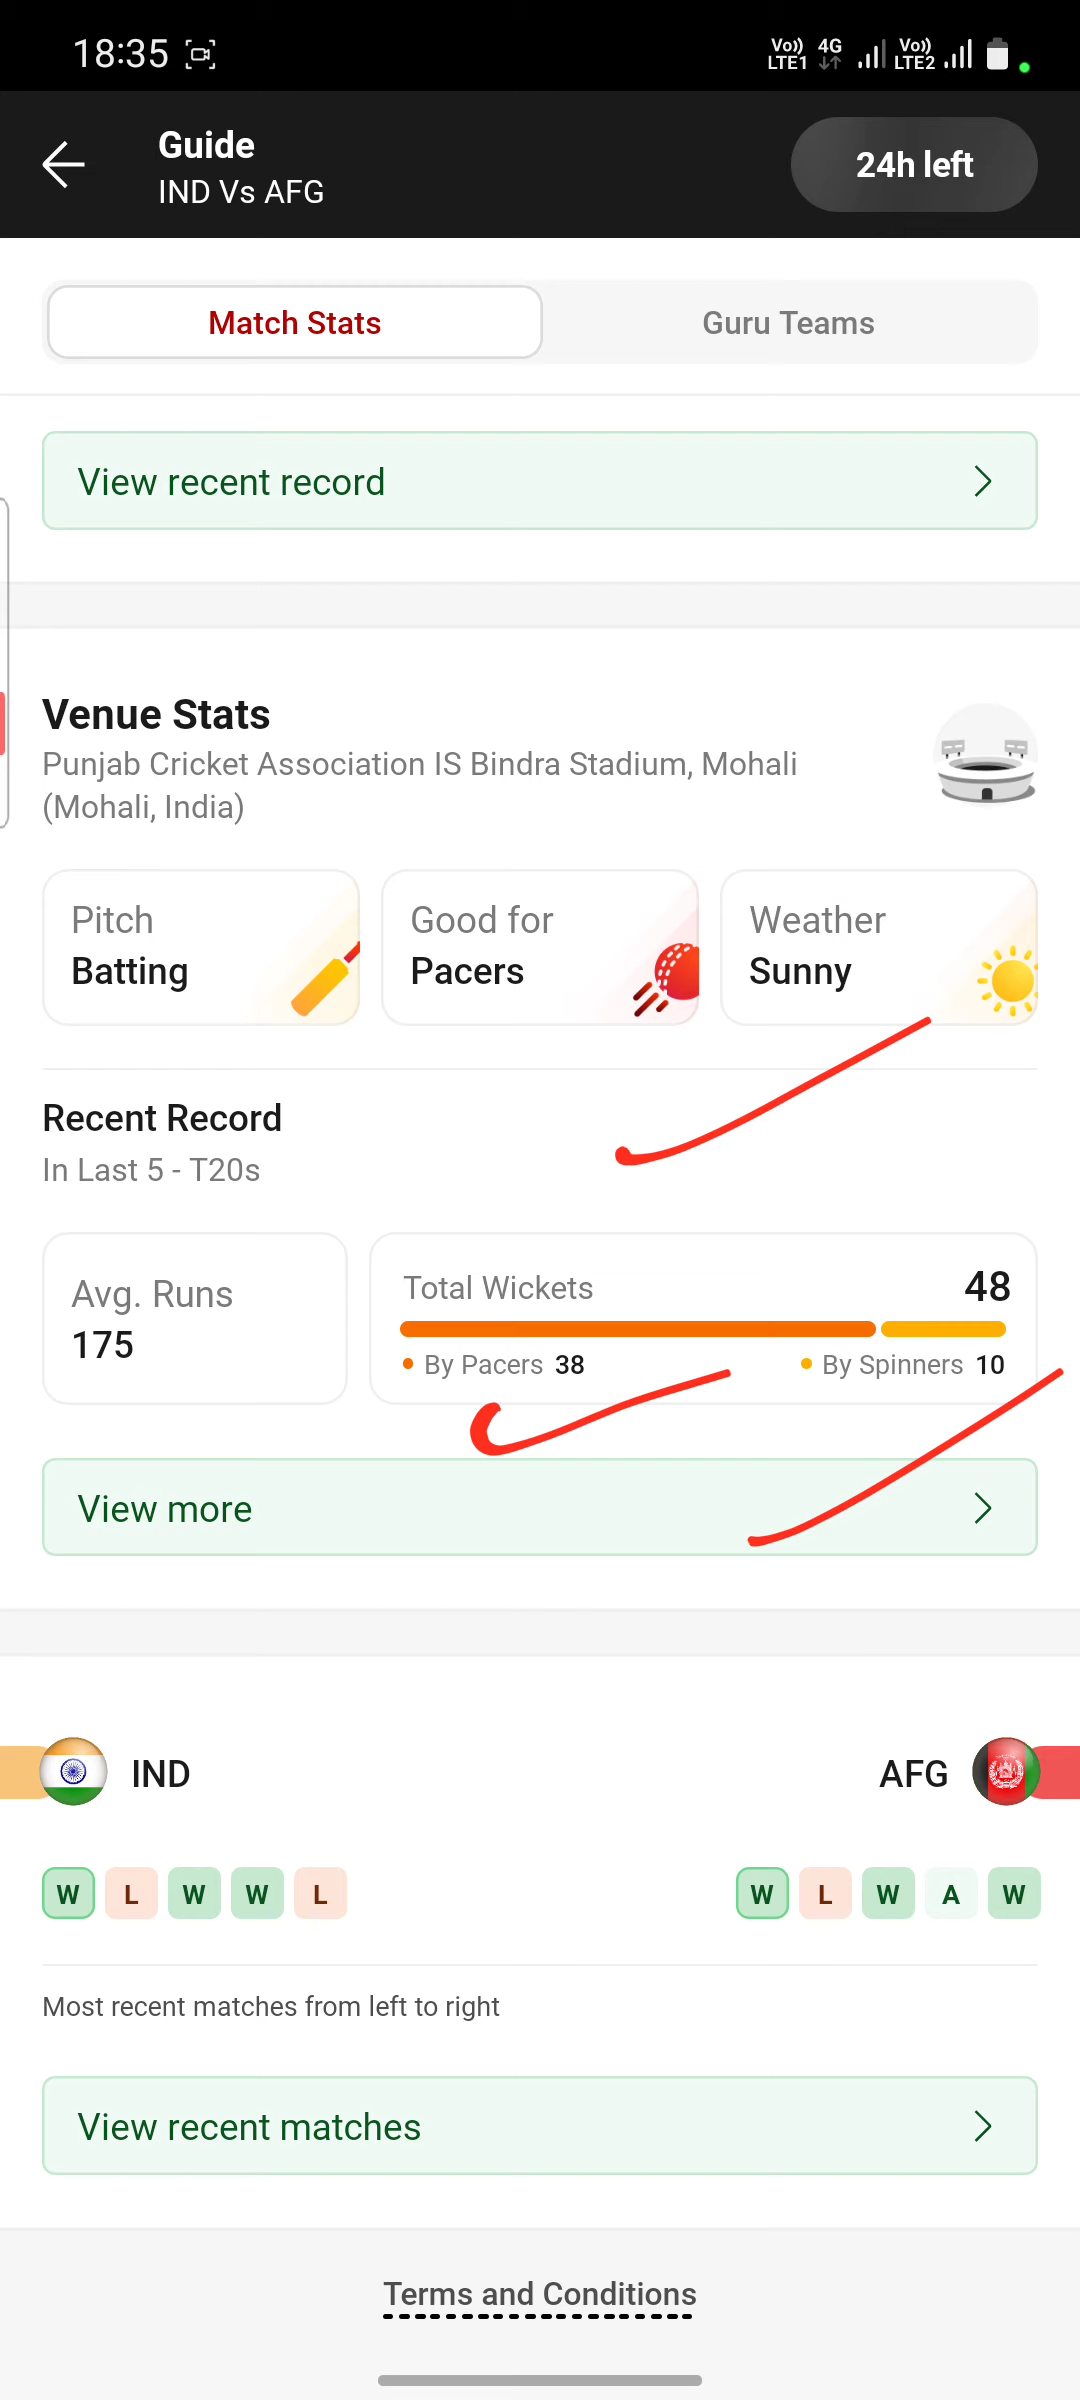 18:35
Vo)) LTE1 4G Vo)) LTE2
Guide
IND Vs AFG
24h left
Match Stats
Guru Teams
View recent record
Venue Stats
Punjab Cricket Association IS Bindra Stadium, Mohali
(Mohali, India)
Pitch
Batting
Good for
Pacers
Weather
Sunny
Recent Record
In Last 5 - T20s
Avg. Runs
175
Total Wickets 48
By Pacers 38 By Spinners 10
View more
IND AFG
W L W W L W L W A W
Most recent matches from left to right
View recent matches
Terms and Conditions